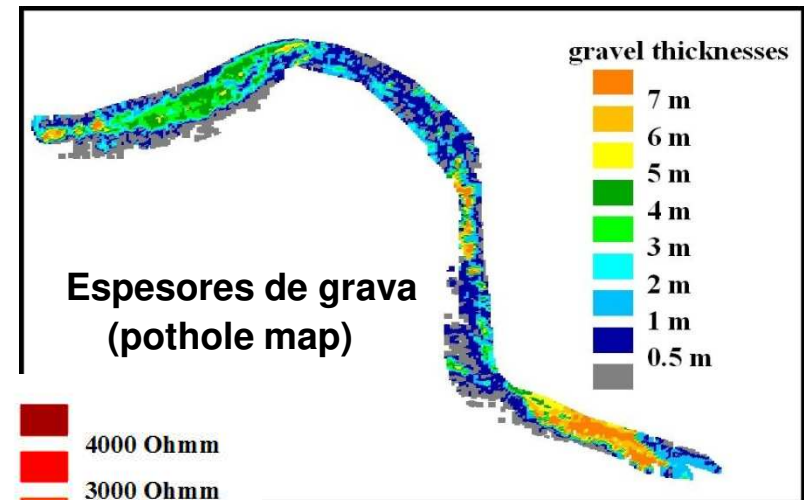 gravel thicknesses
7 m
6 m
5 m
4 m
3 m
2 m
1 m
0.5 m
Espesores de grava
(pothole map)
4000 Ohmm
3000 Ohmm